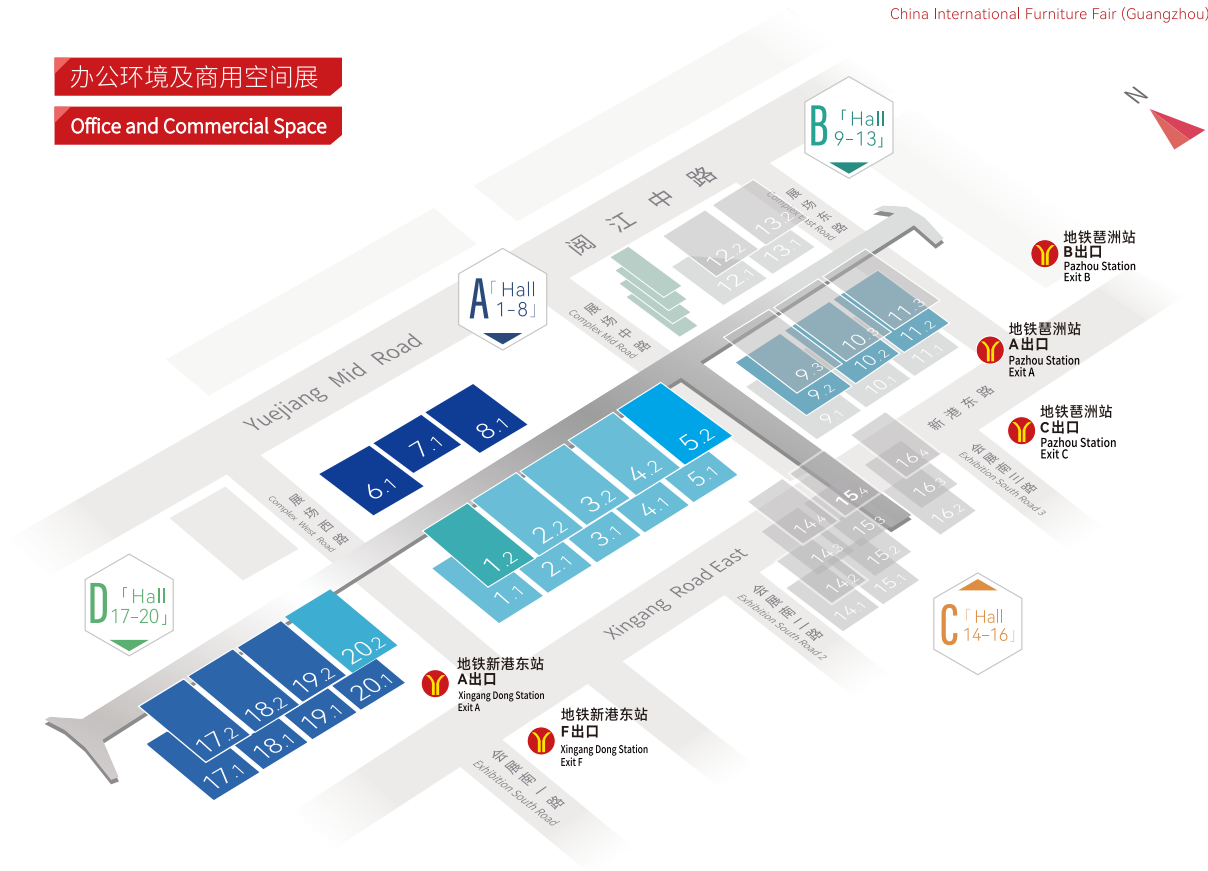 China International Furniture Fair (Guangzhou)
办公环境及商用空间展
Office and Commercial Space
N
B「Hall
9-13」
阅江中路
展场东路
Complex East Road
13.2
12.2
13.1
12.1
地铁琶洲站
B出口
Pazhou Station
Exit B
A「Hall
1-8」
展场中路
Complex Mid Road
11.3
10.3
9.3
11.2
10.2
9.2
11.1
10.1
9.1
地铁琶洲站
A出口
Pazhou Station
Exit A
Yuejiang Mid Road
新港东路
地铁琶洲站
C出口
Pazhou Station
Exit C
8.1
7.1
6.1
5.2
4.2
3.2
2.2
1.2
5.1
4.1
3.1
2.1
1.1
会展南三路
Exhibition South Road 3
16.4
16.3
16.2
15.4
15.3
15.2
15.1
14.4
14.3
14.2
14.1
展场西路
Complex West Road
Xingang Road East
会展南二路
Exhibition South Road 2
C「Hall
14-16」
D「Hall
17-20」
20.2
19.2
18.2
17.2
20.1
19.1
18.1
17.1
地铁新港东站
A出口
Xingang Dong Station
Exit A
地铁新港东站
F出口
Xingang Dong Station
Exit F
会展南一路
Exhibition South Road